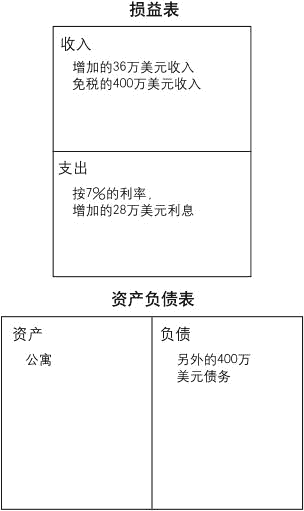 损益表
收入
增加的36万美元收入
免税的400万美元收入
支出
按7%的利率，
增加的28万美元利息
资产负债表
资产
公寓
负债
另外的400万
美元债务